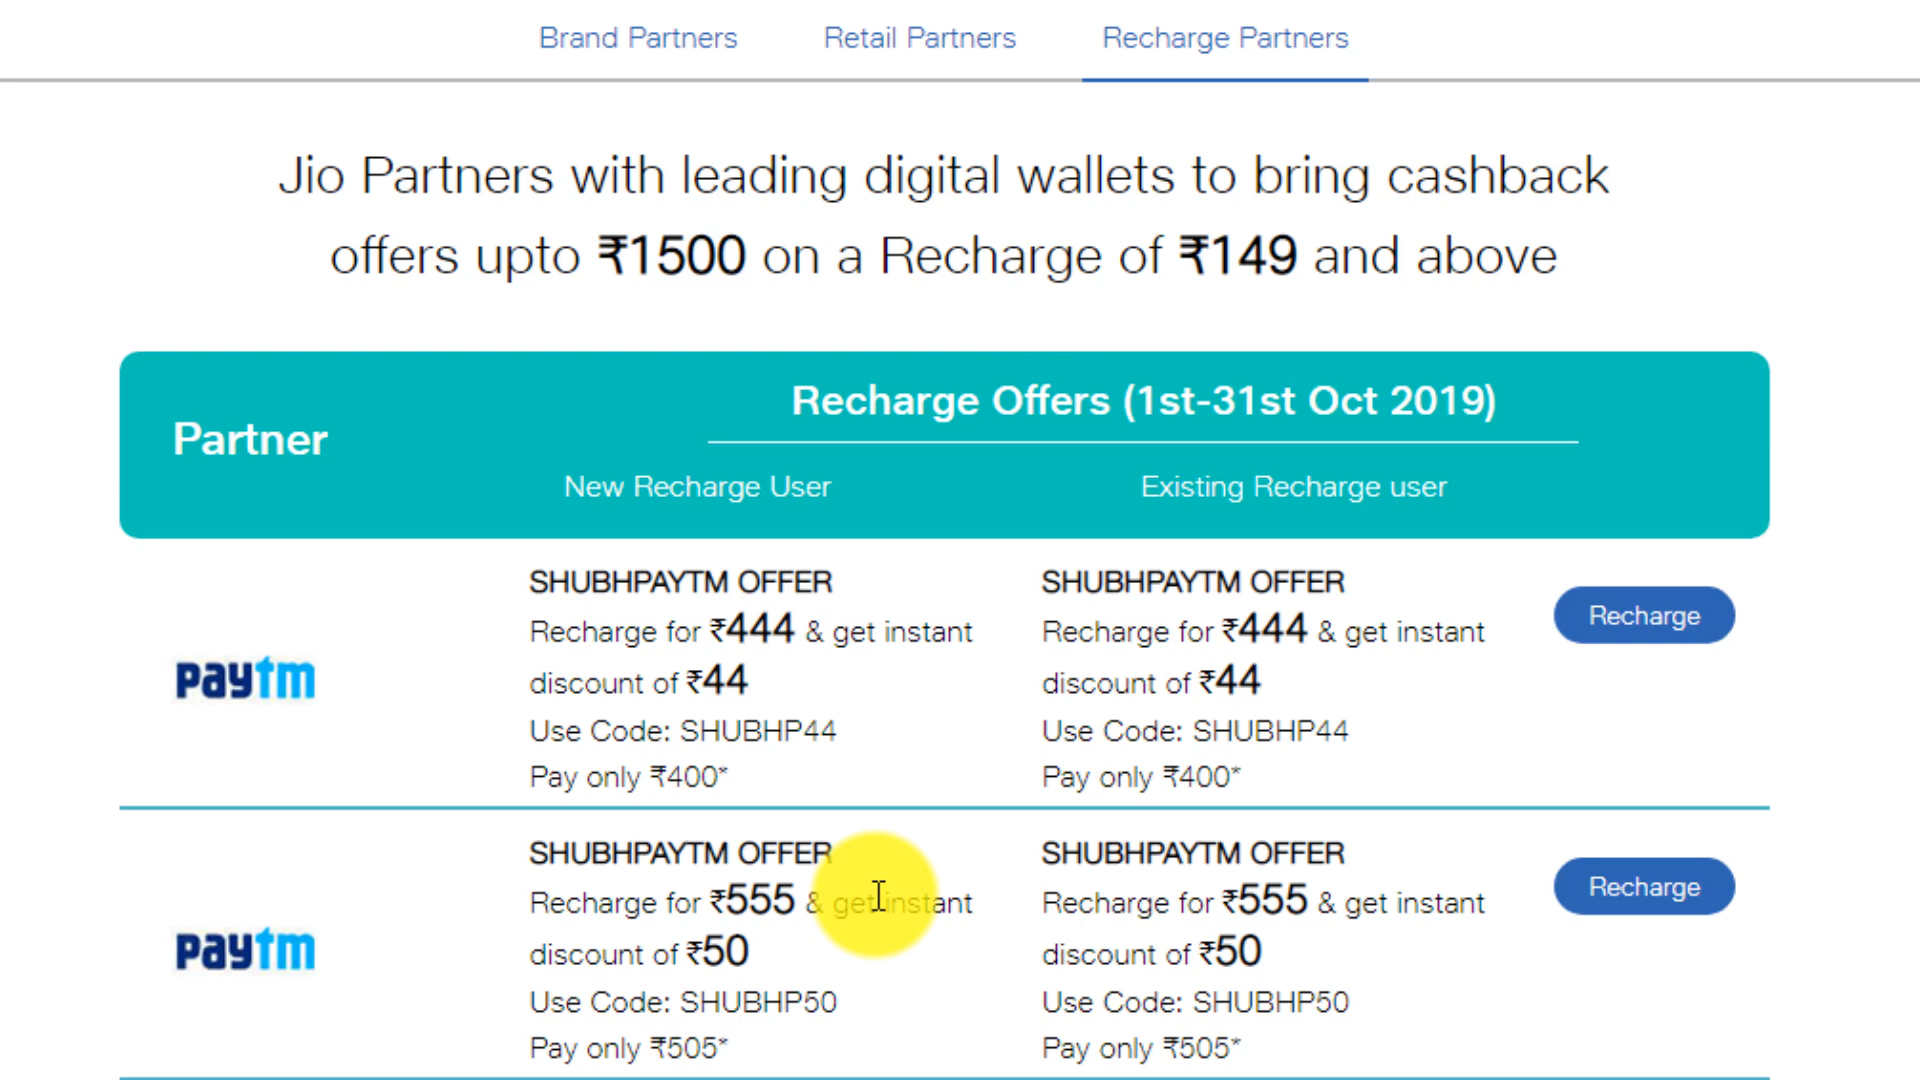 Brand Partners Retail Partners Recharge Partners
Jio Partners with leading digital wallets to bring cashback
offers upto ₹1500 on a Recharge of ₹149 and above
Partner
Recharge Offers (1st-31st Oct 2019)
New Recharge User Existing Recharge user
paytm
SHUBHPAYTM OFFER
Recharge for ₹444 & get instant
discount of ₹44
Use Code: SHUBHP44
Pay only ₹400*
SHUBHPAYTM OFFER
Recharge for ₹444 & get instant
discount of ₹44
Use Code: SHUBHP44
Pay only ₹400*
Recharge
paytm
SHUBHPAYTM OFFER
Recharge for ₹555 & get instant
discount of ₹50
Use Code: SHUBHP50
Pay only ₹505*
SHUBHPAYTM OFFER
Recharge for ₹555 & get instant
discount of ₹50
Use Code: SHUBHP50
Pay only ₹505*
Recharge